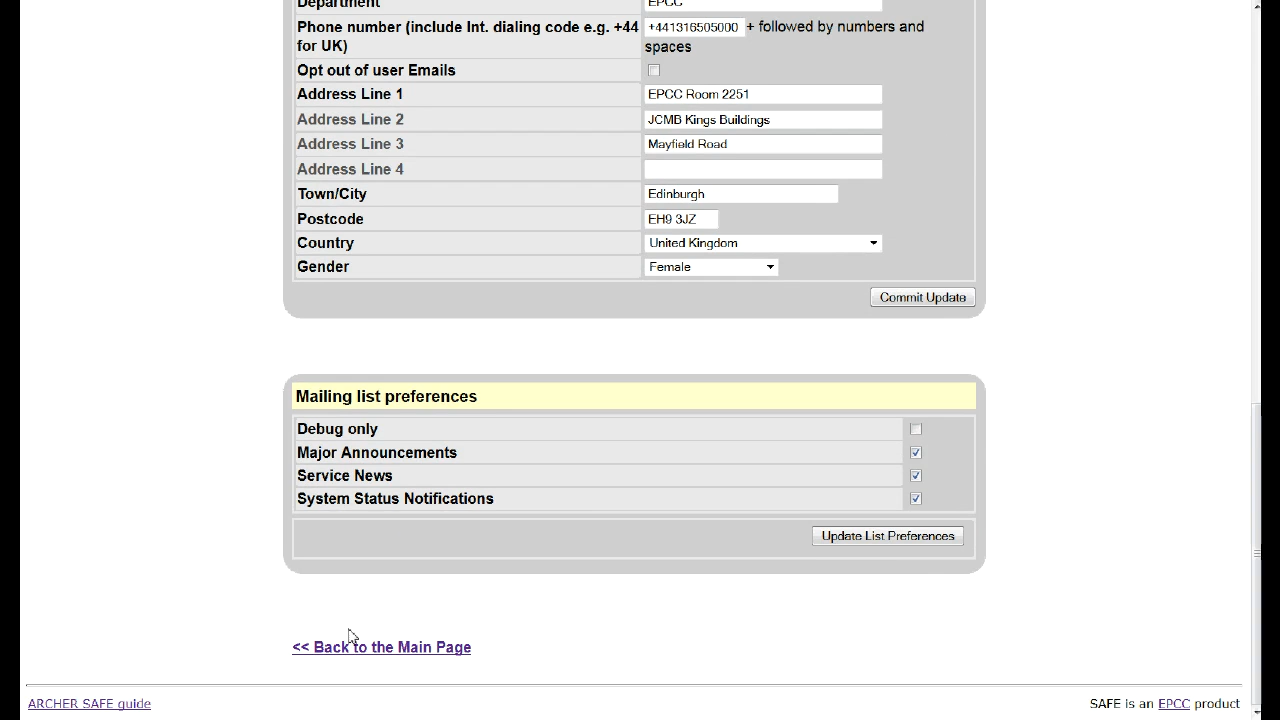 Department EPCC
Phone number (include Int. dialing code e.g. +44 +441316505000 + followed by numbers and
for UK) spaces
Opt out of user Emails
Address Line 1 EPCC Room 2251
Address Line 2 JCMB Kings Buildings
Address Line 3 Mayfield Road
Address Line 4
Town/City Edinburgh
Postcode EH9 3JZ
Country United Kingdom
Gender Female
Commit Update
Mailing list preferences
Debug only
Major Announcements
Service News
System Status Notifications
Update List Preferences
<< Back to the Main Page
ARCHER SAFE guide SAFE is an EPCC product